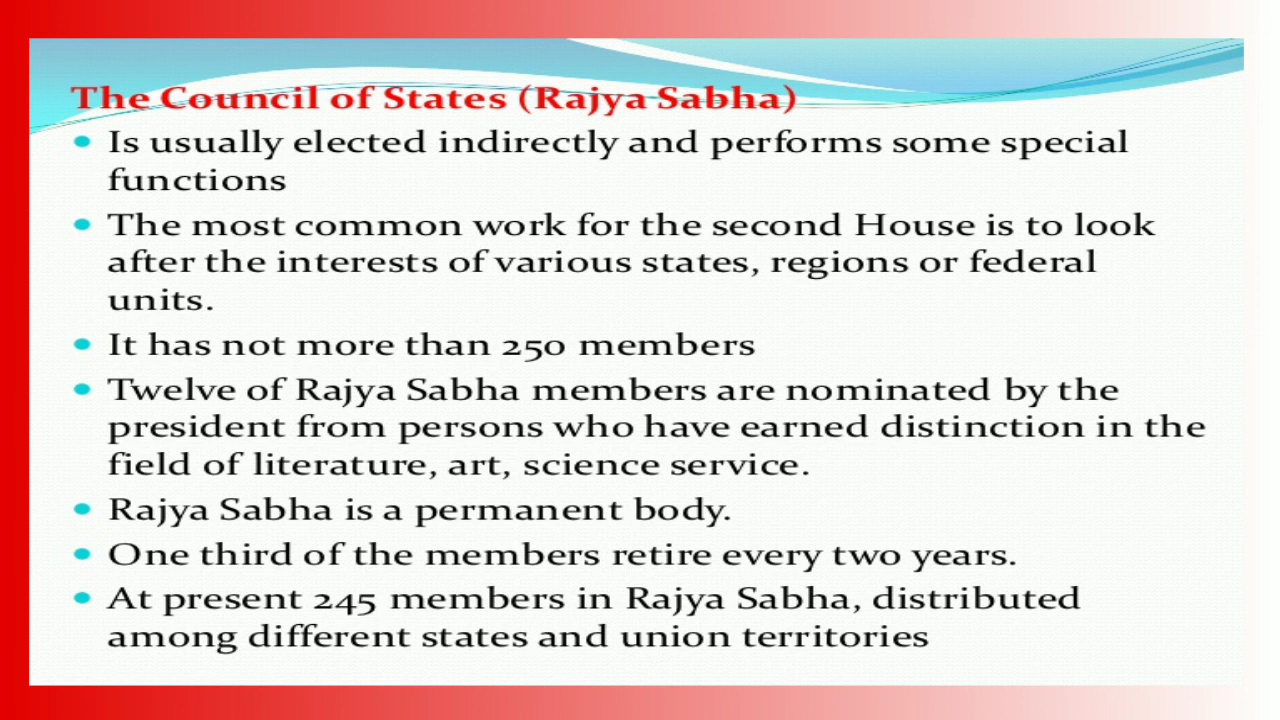 The Council of States (Rajya Sabha)
• Is usually elected indirectly and performs some special
functions
• The most common work for the second House is to look
after the interests of various states, regions or federal
units.
• It has not more than 250 members
• Twelve of Rajya Sabha members are nominated by the
president from persons who have earned distinction in the
field of literature, art, science service.
• Rajya Sabha is a permanent body.
• One third of the members retire every two years.
• At present 245 members in Rajya Sabha, distributed
among different states and union territories